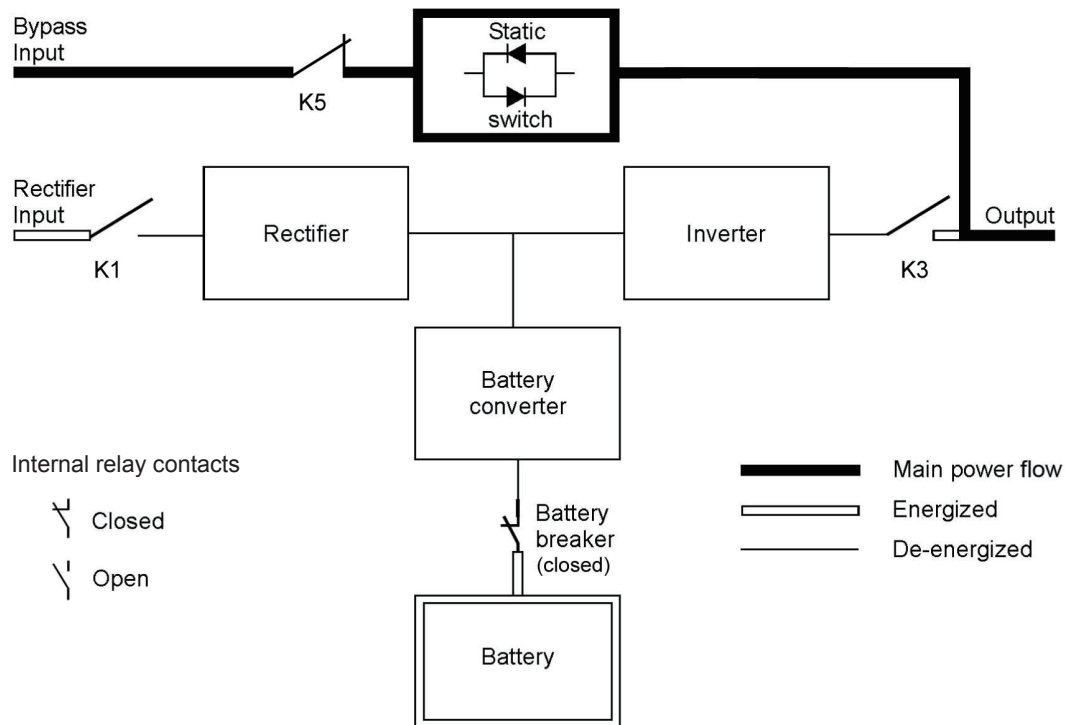 Bypass
Input
K5
Static
switch
Rectifier
Input
K1
Rectifier
Inverter
K3
Output
Battery
converter
Internal relay contacts
Closed
Open
Battery
breaker
(closed)
Battery
Main power flow
Energized
De-energized